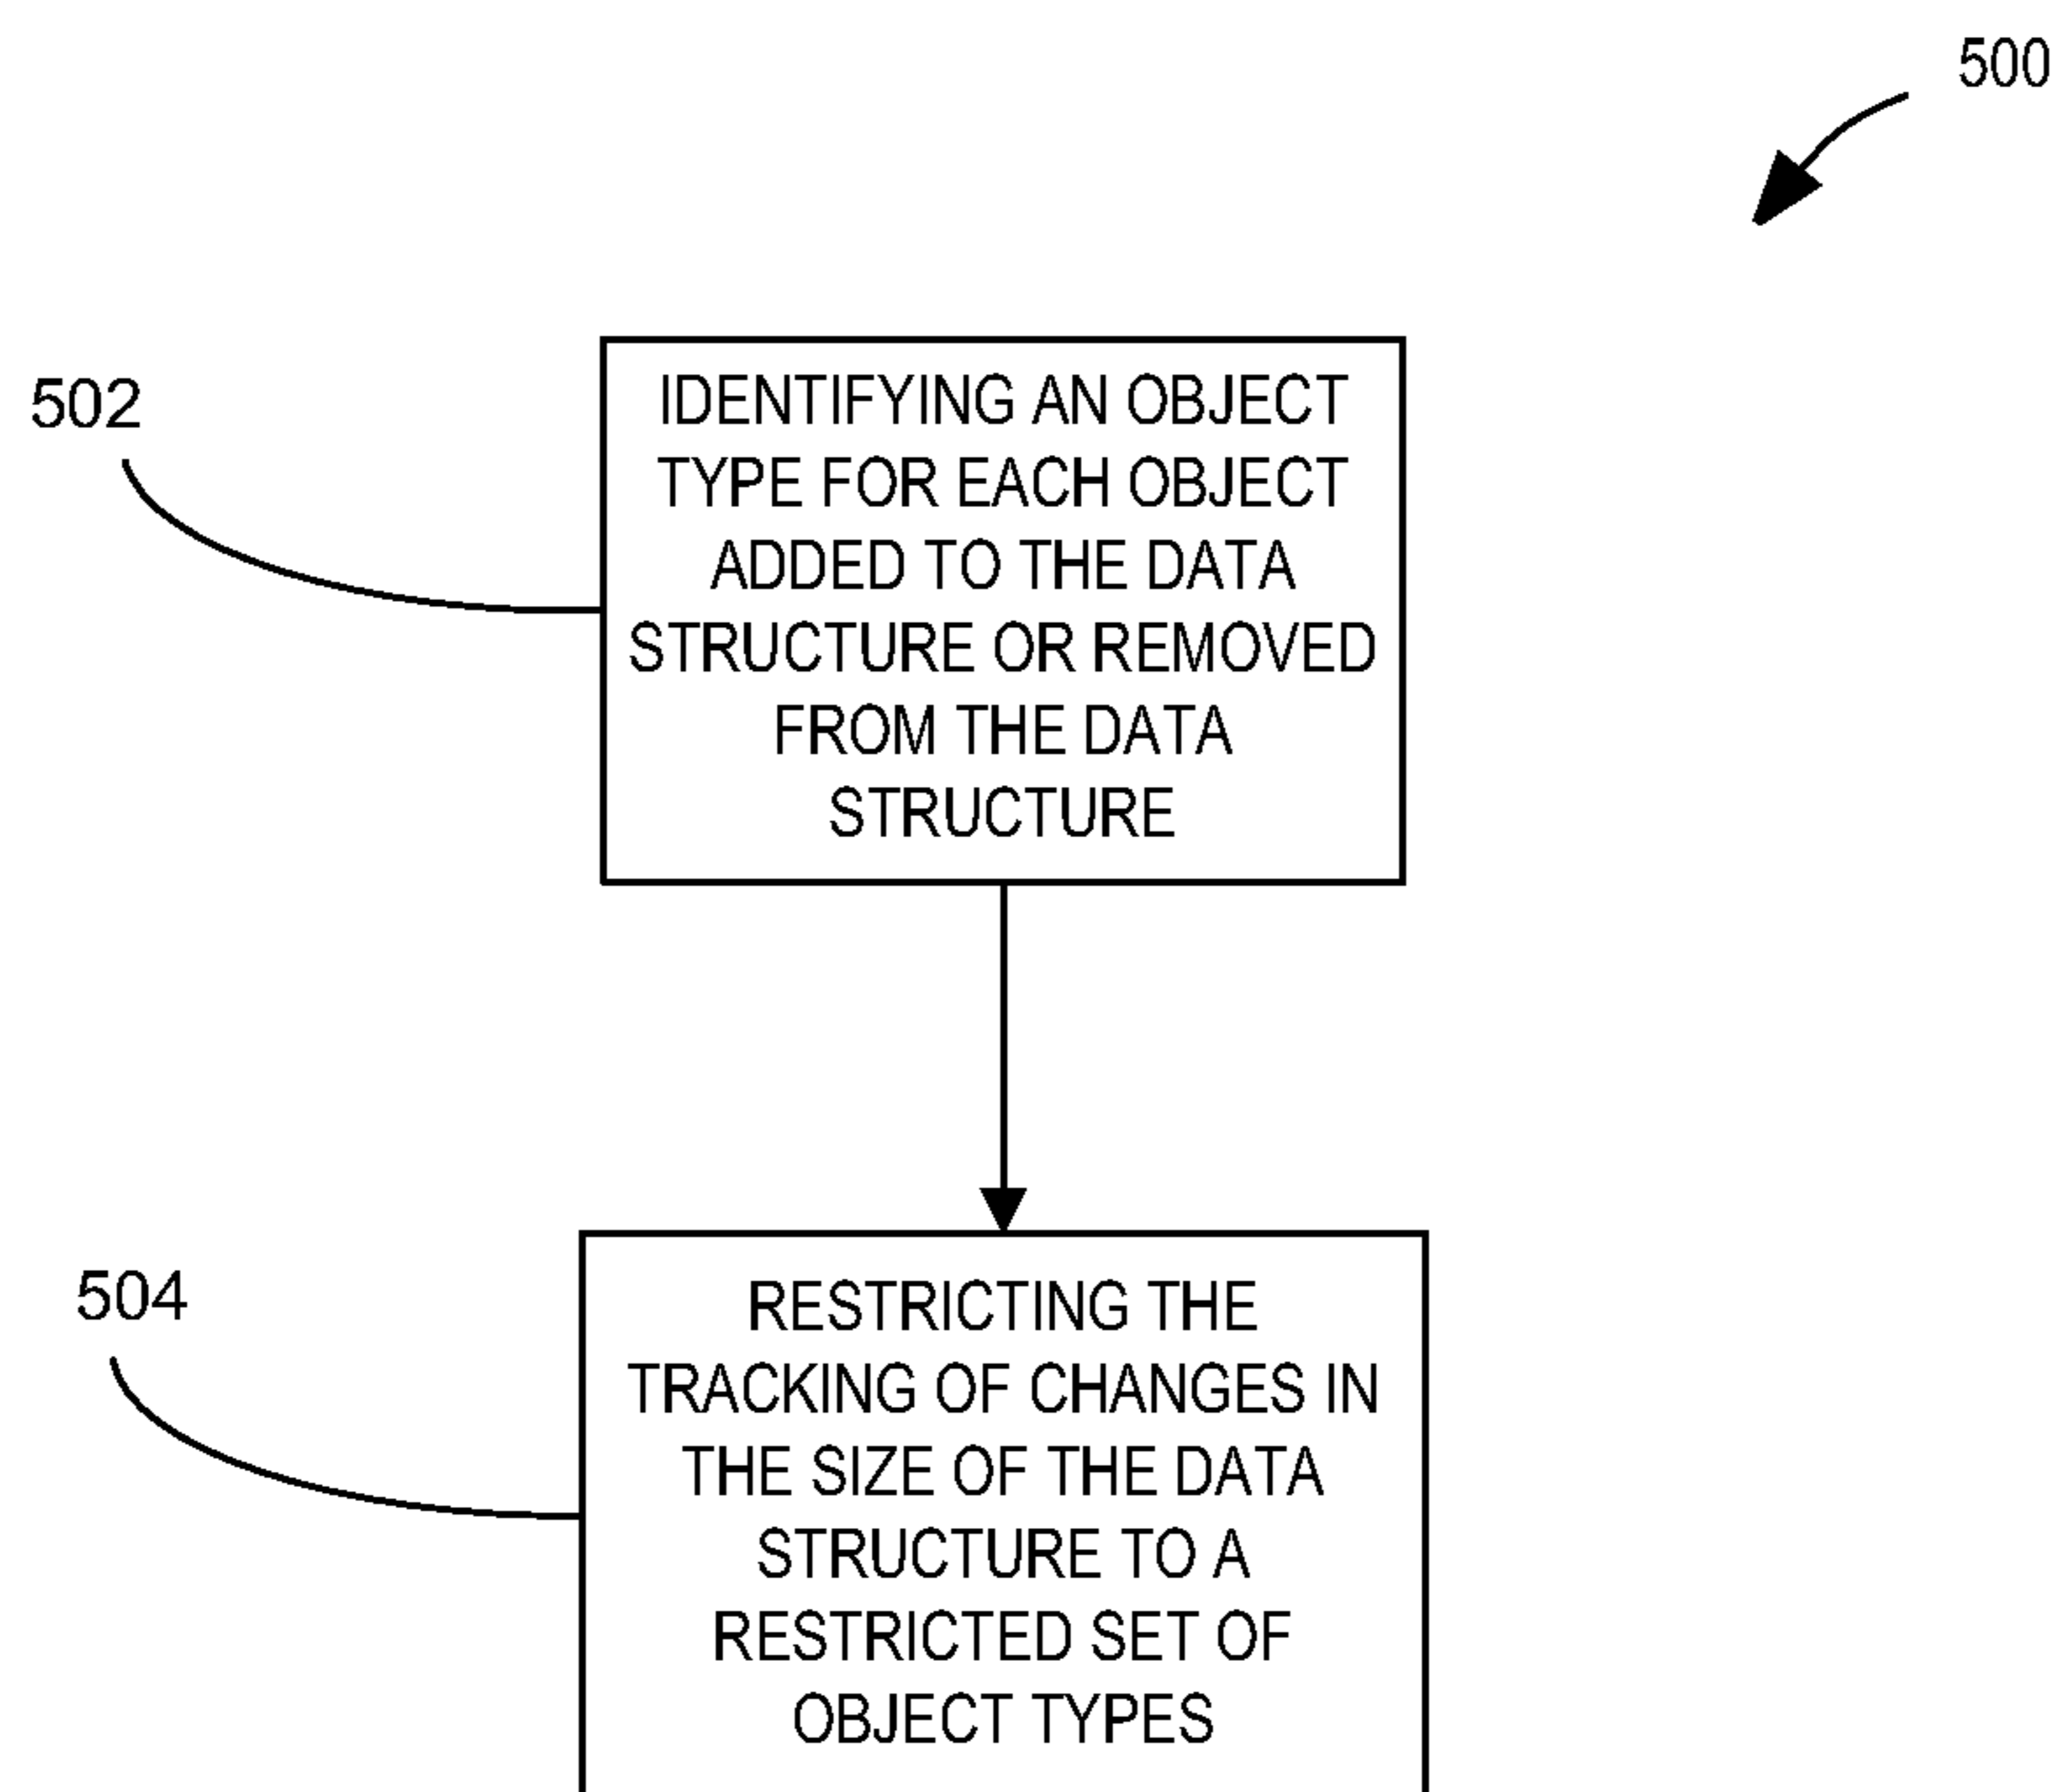 500
502
IDENTIFYING AN OBJECT
TYPE FOR EACH OBJECT
ADDED TO THE DATA
STRUCTURE OR REMOVED
FROM THE DATA
STRUCTURE
504
RESTRICTING THE
TRACKING OF CHANGES IN
THE SIZE OF THE DATA
STRUCTURE TO A
RESTRICTED SET OF
OBJECT TYPES